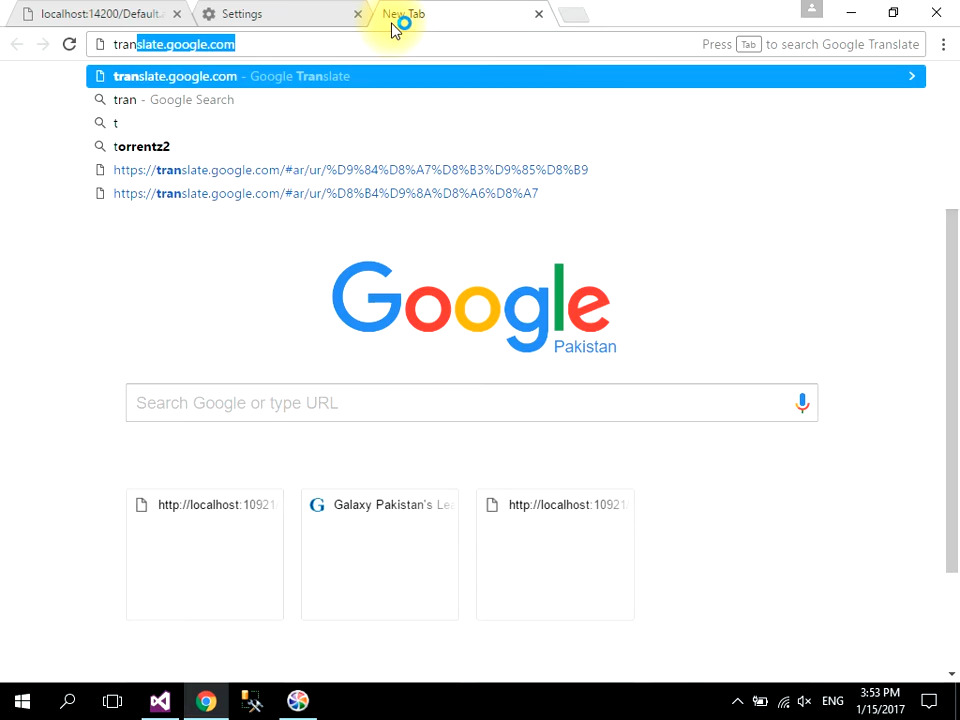 localhost:14200/Default.
Settings
New Tab
translate.google.com
Press Tab to search Google Translate
translate.google.com - Google Translate
tran - Google Search
t
torrentz2
https://translate.google.com/#ar/ur/%D9%84%D8%A7%D8%B3%D9%85%D8%B9
https://translate.google.com/#ar/ur/%D8%B4%D9%8A%D8%A6%D8%A7
Google
Pakistan
Search Google or type URL
http://localhost:10921
G Galaxy Pakistan's Lea
http://localhost:10921
ENG
3:53 PM
1/15/2017